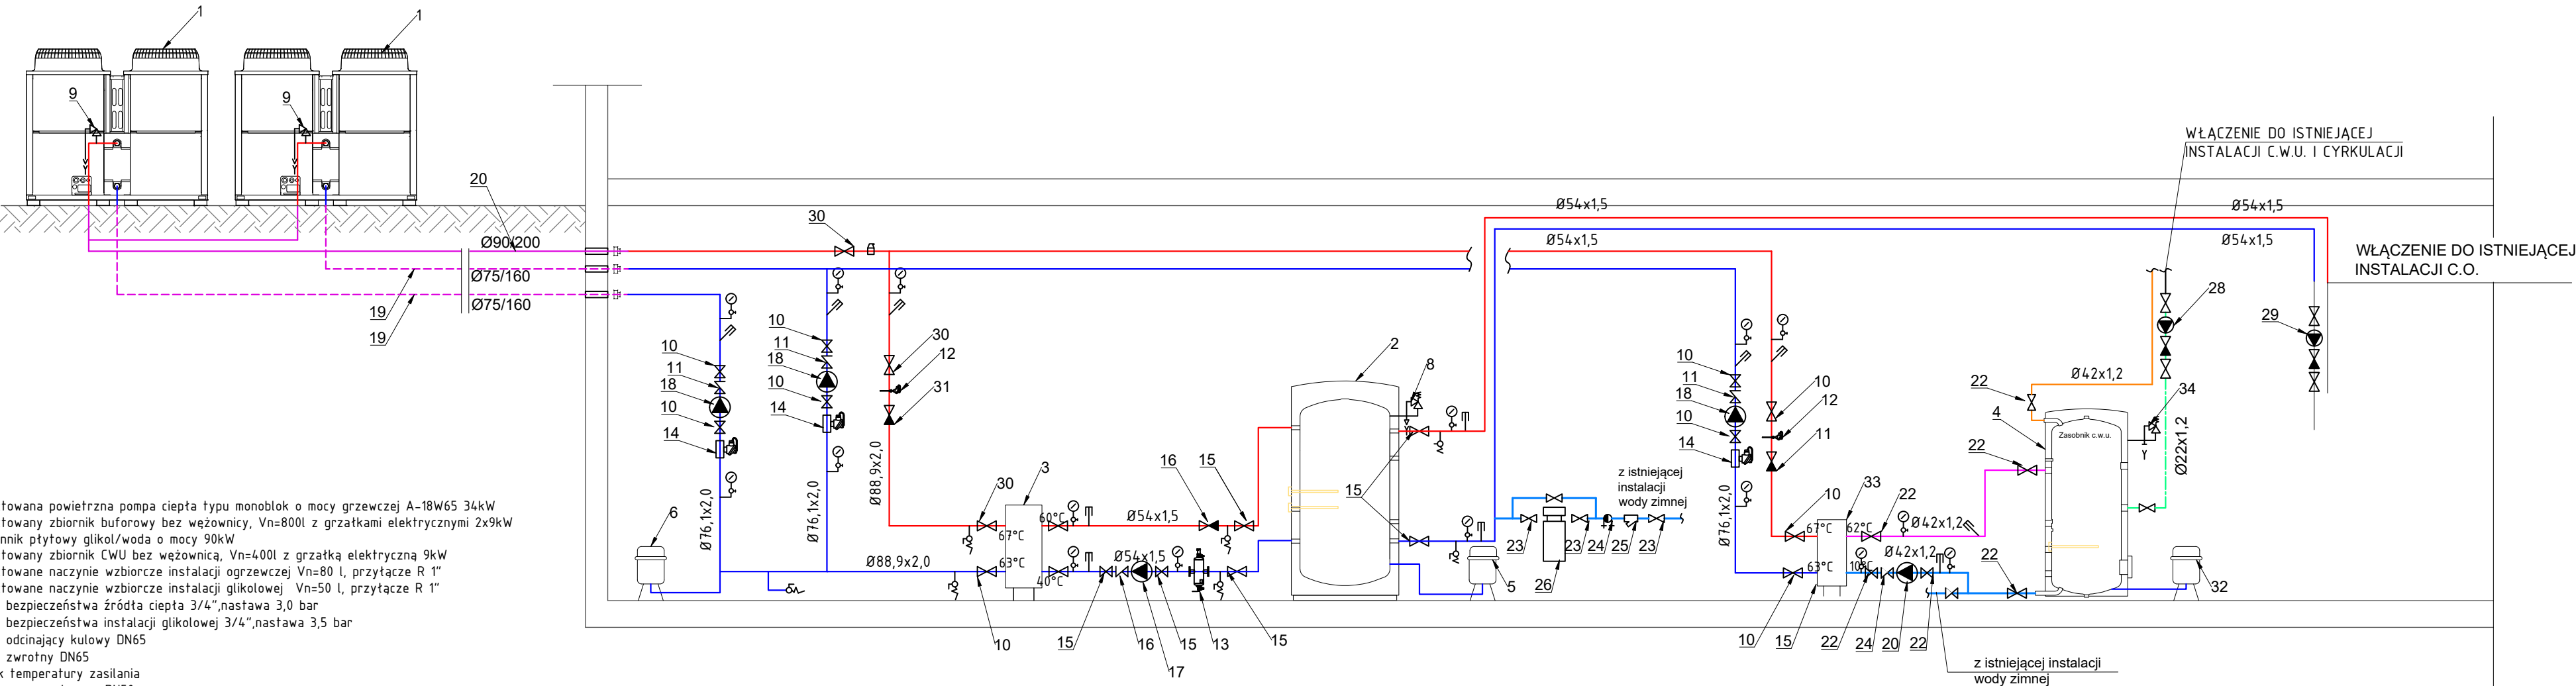 1
1
9
9
20
WŁĄCZENIE DO ISTNIEJĄCEJ
INSTALACJI C.W.U. I CYRKULACJI
Ø90/200
Ø75/160
Ø75/160
19
19
30
Ø54x1,5
Ø54x1,5
Ø54x1,5
Ø54x1,5
WŁĄCZENIE DO ISTNIEJĄCEJ
INSTALACJI C.O.
28
29
10
11
18
10
14
10
11
18
10
14
30
12
31
2
8
10
11
18
10
14
10
12
11
22
Ø42x1,2
34
4
Zasobnik c.w.u.
22
Ø22x1,2
Ø76,1x2,0
Ø76,1x2,0
Ø88,9x2,0
Ø76,1x2,0
6
30
3
60°C
67°C
63°C
40°C
Ø54x1,5
16
15
15
Ø88,9x2,0
Ø54x1,5
z istniejącej
instalacji
wody zimnej
23
23
24
25
23
26
5
10
33
22
67°C
62°C
Ø42x1,2
63°C
10°C
Ø42x1,2
22
32
10
15
16
17
15
13
15
10
15
22
24
20
22
z istniejącej instalacji
wody zimnej
towana powietrzna pompa ciepła typu monoblok o mocy grzewczej A-18W65 34kW
towany zbiornik buforowy bez wężownicy, Vn=800l z grzałkami elektrycznymi 2x9kW
nnik płytowy glikol/woda o mocy 90kW
towany zbiornik CWU bez wężownica, Vn=400l z grzałką elektryczną 9kW
towane naczynie wzbiorcze instalacji ogrzewczej Vn=80 l, przyłącze R 1"
towane naczynie wzbiorcze instalacji glikolowej Vn=50 l, przyłącze R 1"
bezpieczeństwa źródła ciepła 3/4",nastawa 3,0 bar
bezpieczeństwa instalacji glikolowej 3/4",nastawa 3,5 bar
odcinający kulowy DN65
zwrotny DN65
k temperatury zasilania